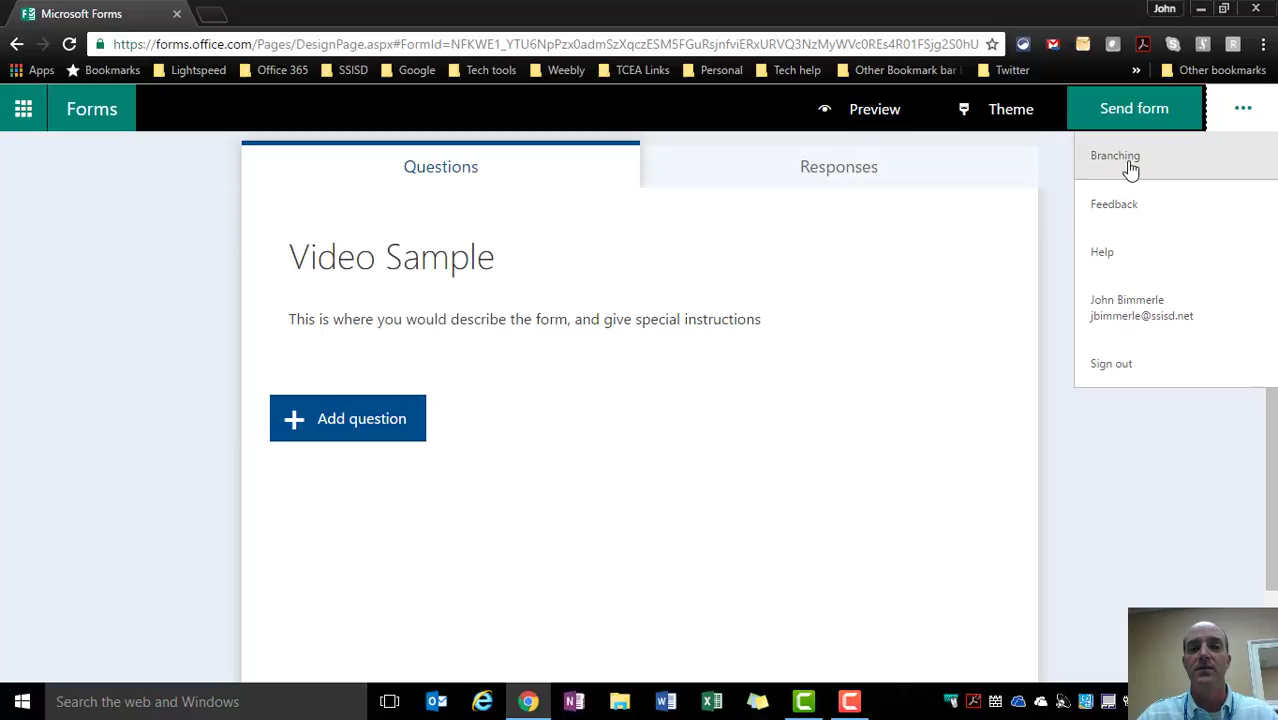 Microsoft Forms
John
https://forms.office.com/Pages/DesignPage.aspx#FormId=NFKWE1_YTU6NpPzx0admSzXqczESM5FGuRsjnfviERxURVQ3NzMyWVc0REs4R01FSjg2S0hU
Apps
Bookmarks
Lightspeed
Office 365
SSISD
Google
Tech tools
Weebly
TCEA Links
Personal
Tech help
Other Bookmark bar
Twitter
»
Other bookmarks
Forms
Preview
Theme
Send form
...
Questions
Responses
Branching
Feedback
Help
John Bimmerle
jbimmerle@ssisd.net
Sign out
Video Sample
This is where you would describe the form, and give special instructions
+ Add question
Search the web and Windows